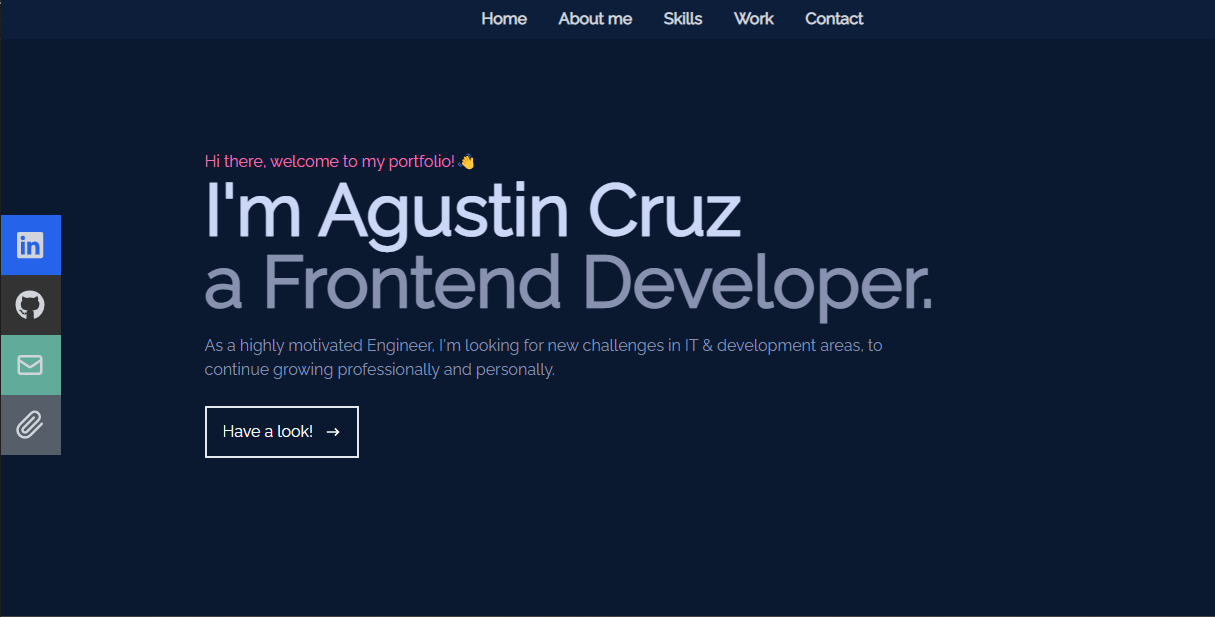 Home About me Skills Work Contact
Hi there, welcome to my portfolio! 👋
I'm Agustin Cruz
a Frontend Developer.
As a highly motivated Engineer, I'm looking for new challenges in IT & development areas, to
continue growing professionally and personally.
in
Have a look! →